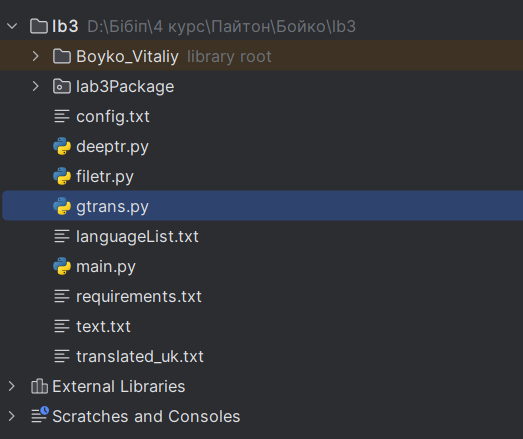 lb3 D:\Бібіп\4 курс\Пайтон\Бойко\lb3
Boyko_Vitaliy library root
lab3Package
config.txt
deeptr.py
filetr.py
gtrans.py
languageList.txt
main.py
requirements.txt
text.txt
translated_uk.txt
External Libraries
Scratches and Consoles